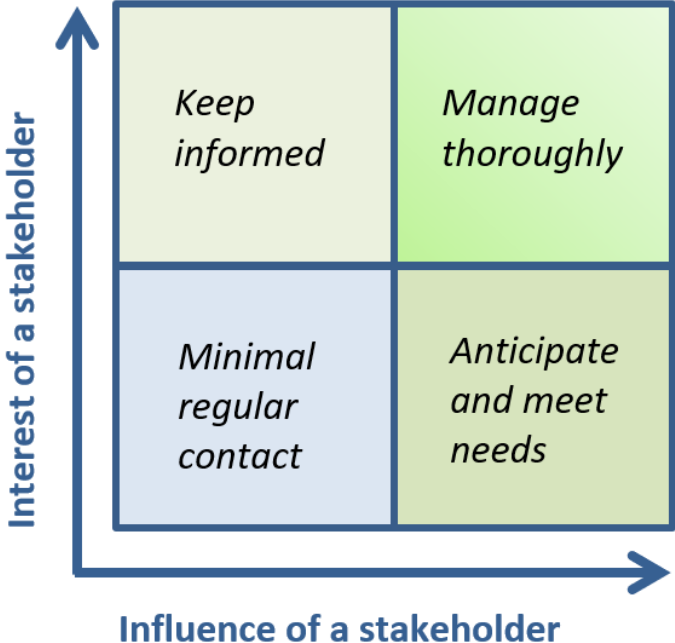 Interest of a stakeholder
Keep
informed
Manage
thoroughly
Minimal
regular
contact
Anticipate
and meet
needs
Influence of a stakeholder